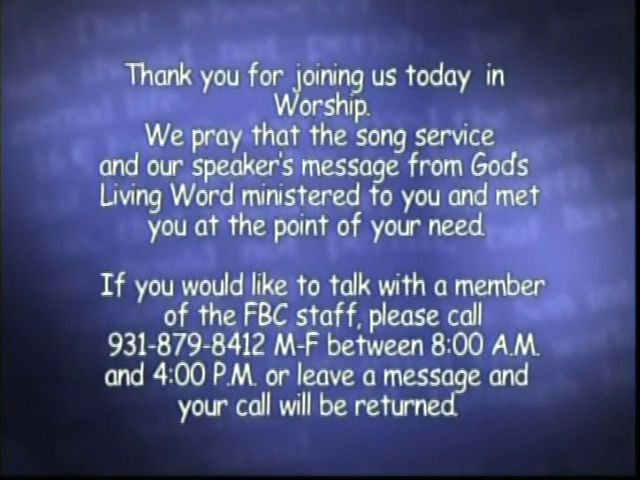 Thank you for joining us today in
Worship.
We pray that the song service
and our speaker's message from God's
Living Word ministered to you and met
you at the point of your need.
If you would like to talk with a member
of the FBC staff, please call
931-879-8412 M-F between 8:00 A.M.
and 4:00 P.M. or leave a message and
your call will be returned.